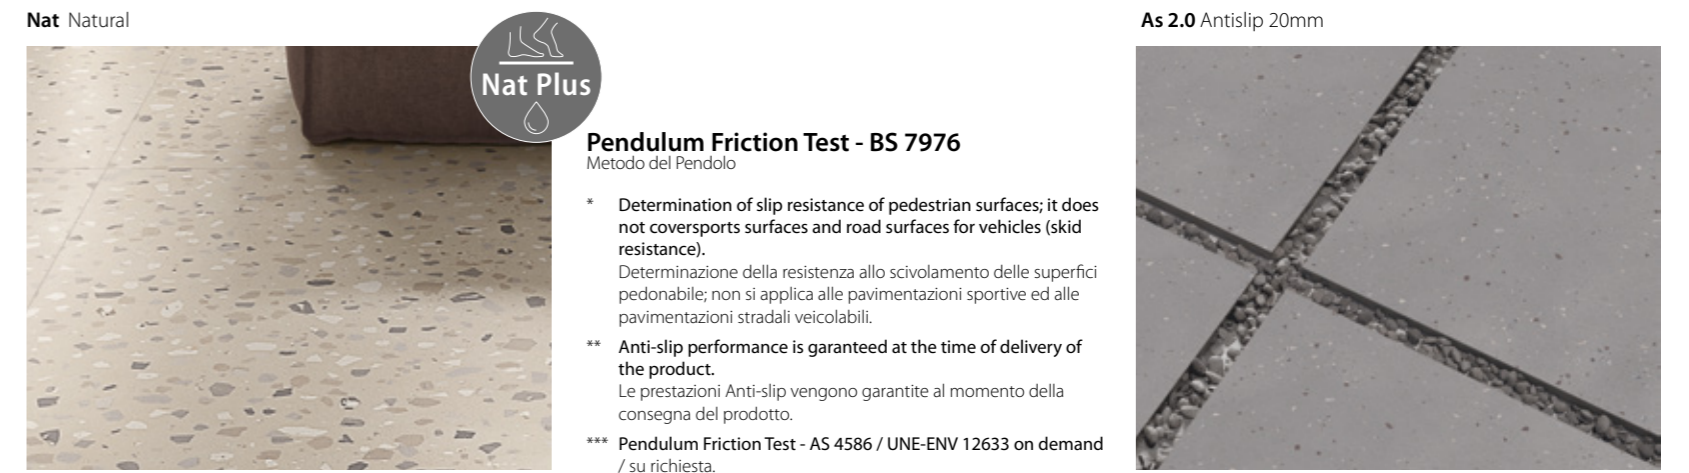 Nat Natural
Nat Plus
Pendulum Friction Test - BS 7976
Metodo del Pendolo
* Determination of slip resistance of pedestrian surfaces; it does
not coversports surfaces and road surfaces for vehicles (skid
resistance).
Determinazione della resistenza allo scivolamento delle superfici
pedonabile; non si applica alle pavimentazioni sportive ed alle
pavimentazioni stradali veicolabili.
** Anti-slip performance is garanteed at the time of delivery of
the product.
Le prestazioni Anti-slip vengono garantite al momento della
consegna del prodotto.
*** Pendulum Friction Test - AS 4586 / UNE-ENV 12633 on demand
/ su richiesta.
As 2.0 Antislip 20mm